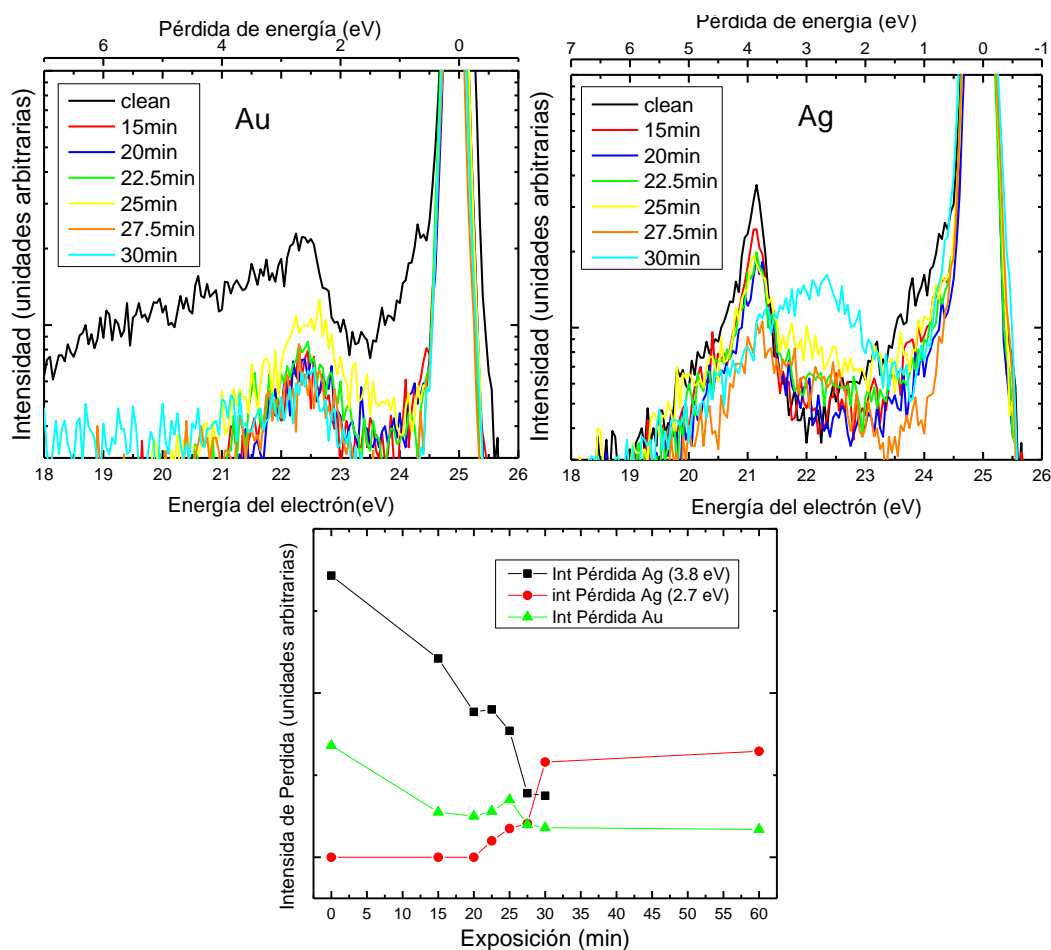 Pérdida de energía (eV)
6 4 2 0
Intensidad (unidades arbitrarias)
clean
15min
20min
22.5min
25min
27.5min
30min
Au
18 19 20 21 22 23 24 25 26
Energía del electrón(eV)
Pérdida de energía (eV)
7 6 5 4 3 2 1 0 -1
Intensidad (unidades arbitrarias)
clean
15min
20min
22.5min
25min
27.5min
30min
Ag
18 19 20 21 22 23 24 25 26
Energía del electrón (eV)
Intensida de Perdida (unidades arbitrarias)
Int Pérdida Ag (3.8 eV)
int Pérdida Ag (2.7 eV)
Int Pérdida Au
0 5 10 15 20 25 30 35 40 45 50 55 60
Exposición (min)